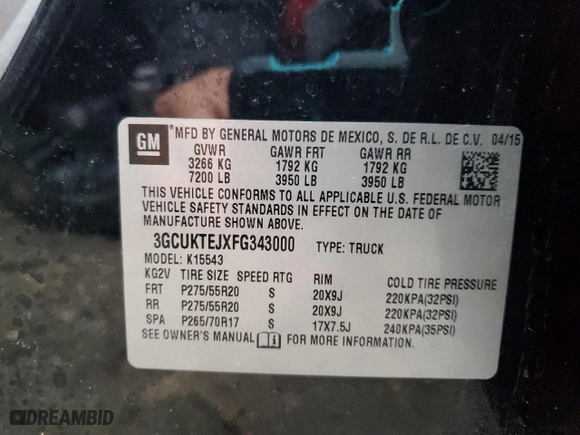 GM
*MFD BY GENERAL MOTORS DE MEXICO, S. DE R.L. DE C.V. 04/15
GVWR GAWR FRT GAWR RR
3266 KG 1792 KG 1792 KG
7200 LB 3950 LB 3950 LB
THIS VEHICLE CONFORMS TO ALL APPLICABLE U.S. FEDERAL MOTOR
VEHICLE SAFETY STANDARDS IN EFFECT ON THE DATE OF
MANUFACTURE SHOWN ABOVE.
3GCUKTEJXFG343000 TYPE: TRUCK
MODEL: K15543
KG2V TIRE SIZE SPEED RTG RIM COLD TIRE PRESSURE
FRT P275/55R20 S 20X9J 220KPA(32PSI)
RR P275/55R20 S 20X9J 220KPA(32PSI)
SPA P265/70R17 S 17X7.5J 240KPA(35PSI)
SEE OWNER'S MANUAL FOR MORE INFORMATION.
DREAMBID